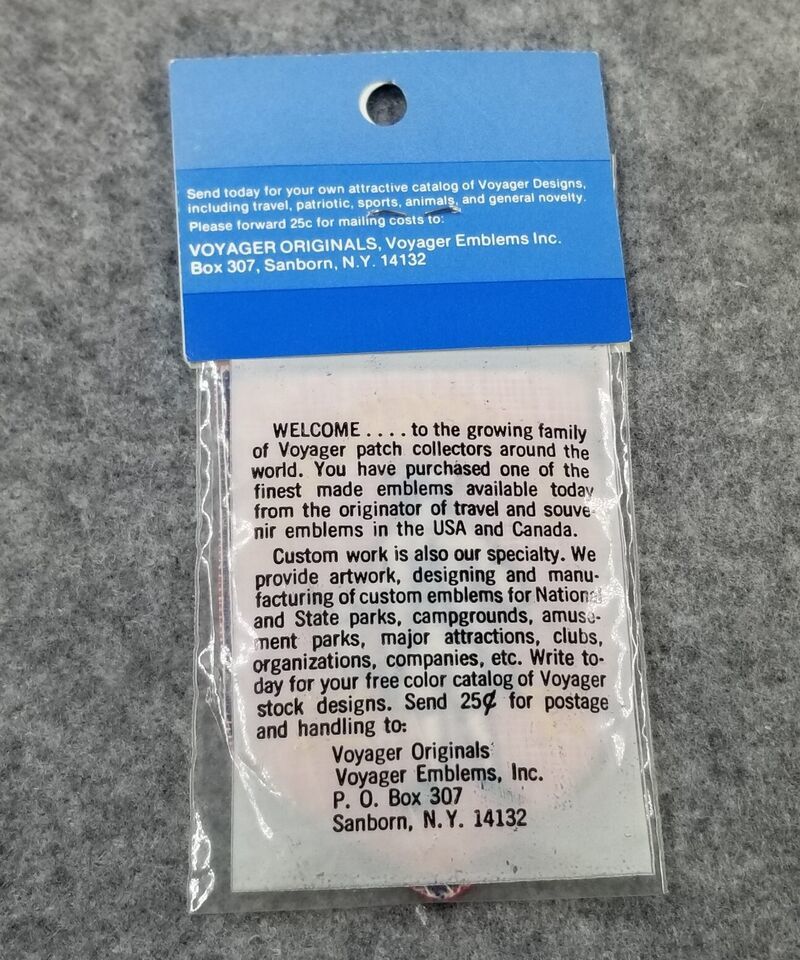 Send today for your own attractive catalog of Voyager Designs,
including travel, patriotic, sports, animals, and general novelty.
Please forward 25c for mailing costs to:
VOYAGER ORIGINALS, Voyager Emblems Inc.
Box 307, Sanborn, N.Y. 14132
WELCOME . . . . to the growing family
of Voyager patch collectors around the
world. You have purchased one of the
finest made emblems available today
from the originator of travel and souve-
nir emblems in the USA and Canada.
Custom work is also our specialty. We
provide artwork, designing and manu-
facturing of custom emblems for National
and State parks, campgrounds, amuse-
ment parks, major attractions, clubs,
organizations, companies, etc. Write to-
day for your free color catalog of Voyager
stock designs. Send 25¢ for postage
and handling to:
Voyager Originals
Voyager Emblems, Inc.
P. O. Box 307
Sanborn, N.Y. 14132